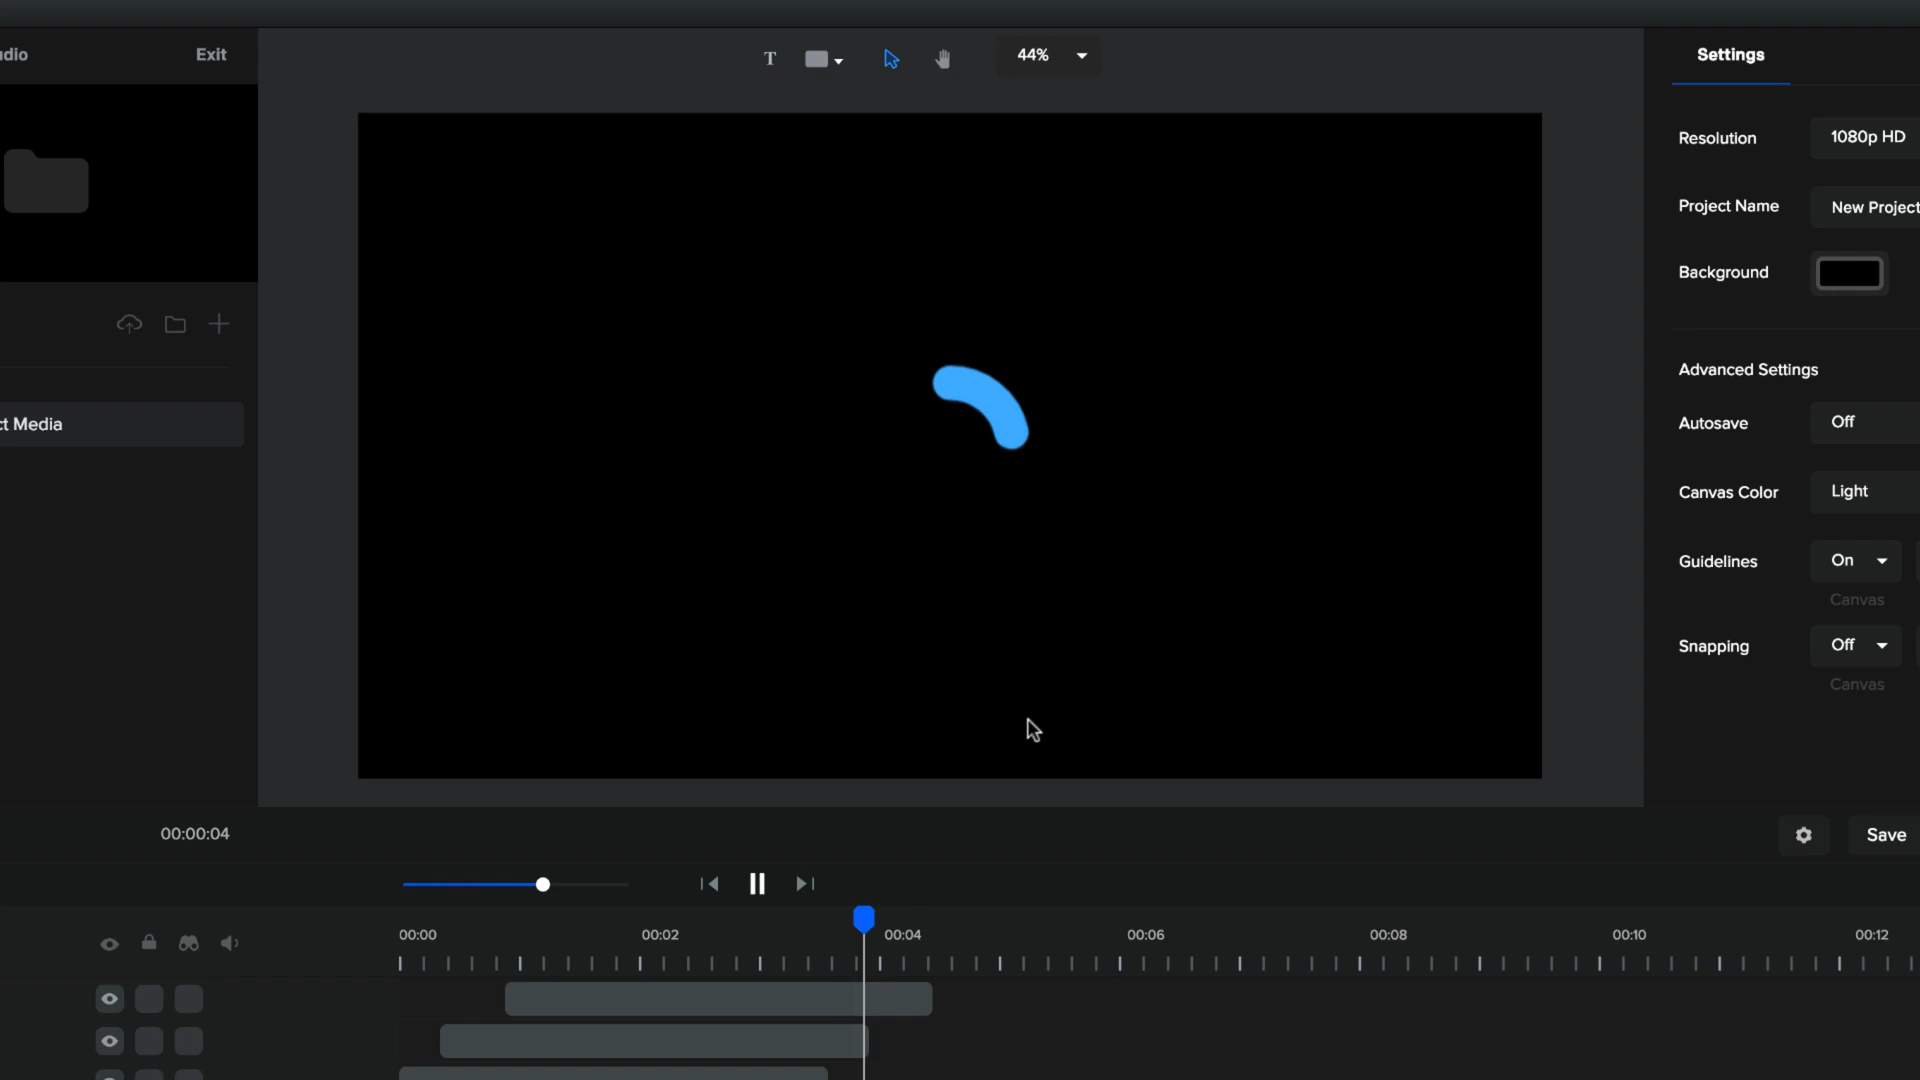 Exit
T
44%
Settings
Resolution
1080p HD
Project Name
New Project
Background
Advanced Settings
Media
Autosave
Off
Canvas Color
Light
Guidelines
On
Canvas
Snapping
Off
Canvas
00:00:04
Save
00:00
00:02
00:04
00:06
00:08
00:10
00:12